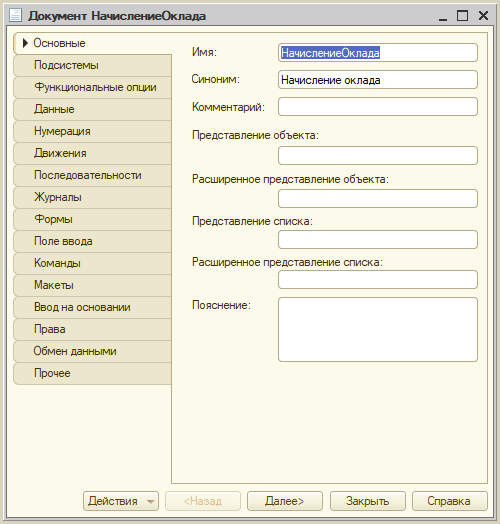 Документ НачислениеОклада
Основные
Подсистемы
Функциональные опции
Данные
Нумерация
Движения
Последовательности
Журналы
Формы
Поле ввода
Команды
Макеты
Ввод на основании
Права
Обмен данными
Прочее
Имя: НачислениеОклада
Синоним: Начисление оклада
Комментарий:
Представление объекта:
Расширенное представление объекта:
Представление списка:
Расширенное представление списка:
Пояснение:
Действия <Назад Далее> Закрыть Справка